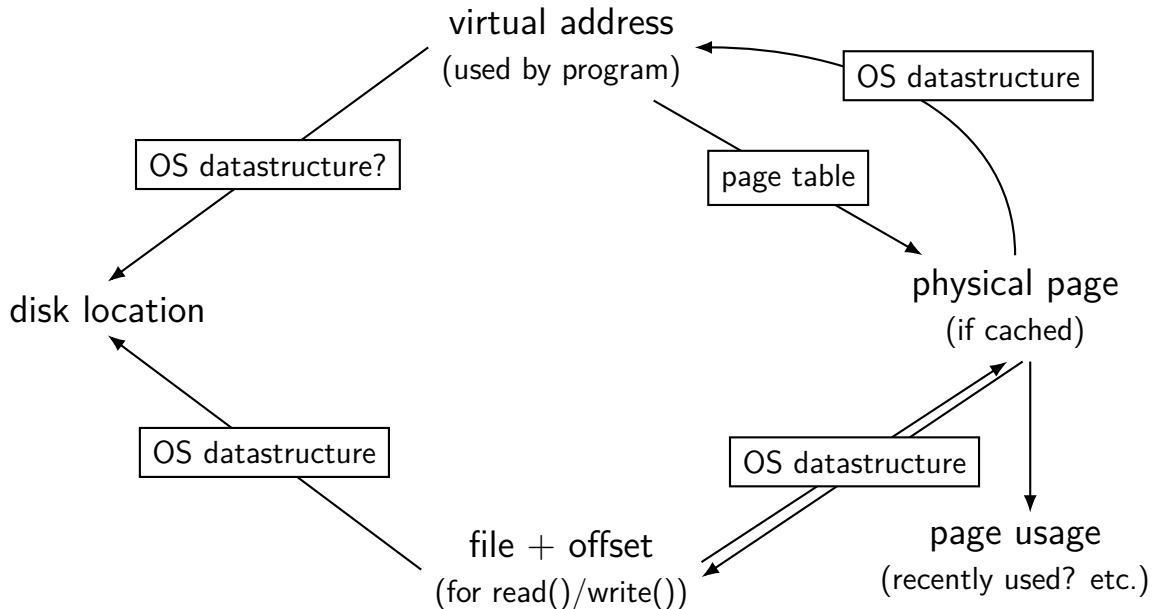 virtual address
(used by program)
OS datastructure
OS datastructure?
page table
physical page
(if cached)
disk location
OS datastructure
OS datastructure
file + offset
(for read()/write())
page usage
(recently used? etc.)